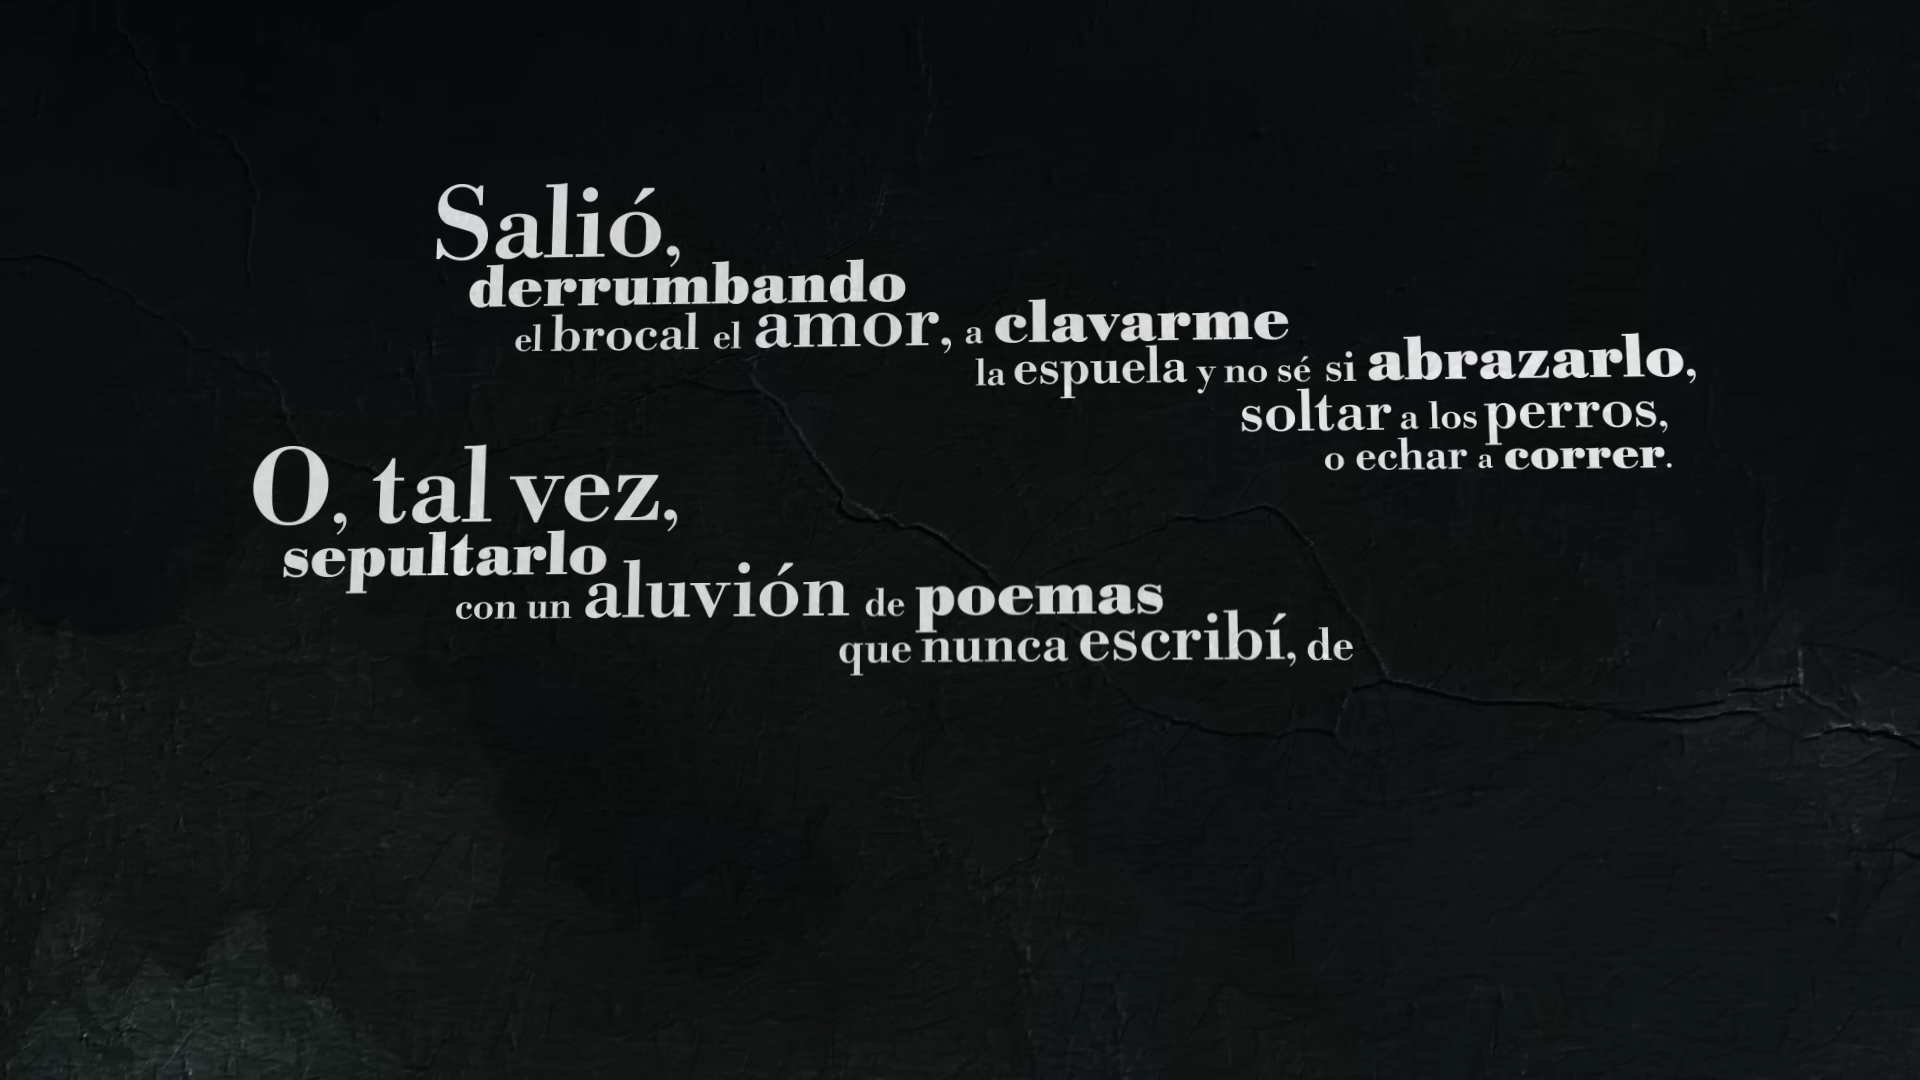 Salió,
derrumbando
el brocal el amor, a clavarme
la espuela y no sé si abrazarlo,
soltar a los perros,
o echar a correr.
O, tal vez,
sepultarlo
con un aluvión de poemas
que nunca escribí, de